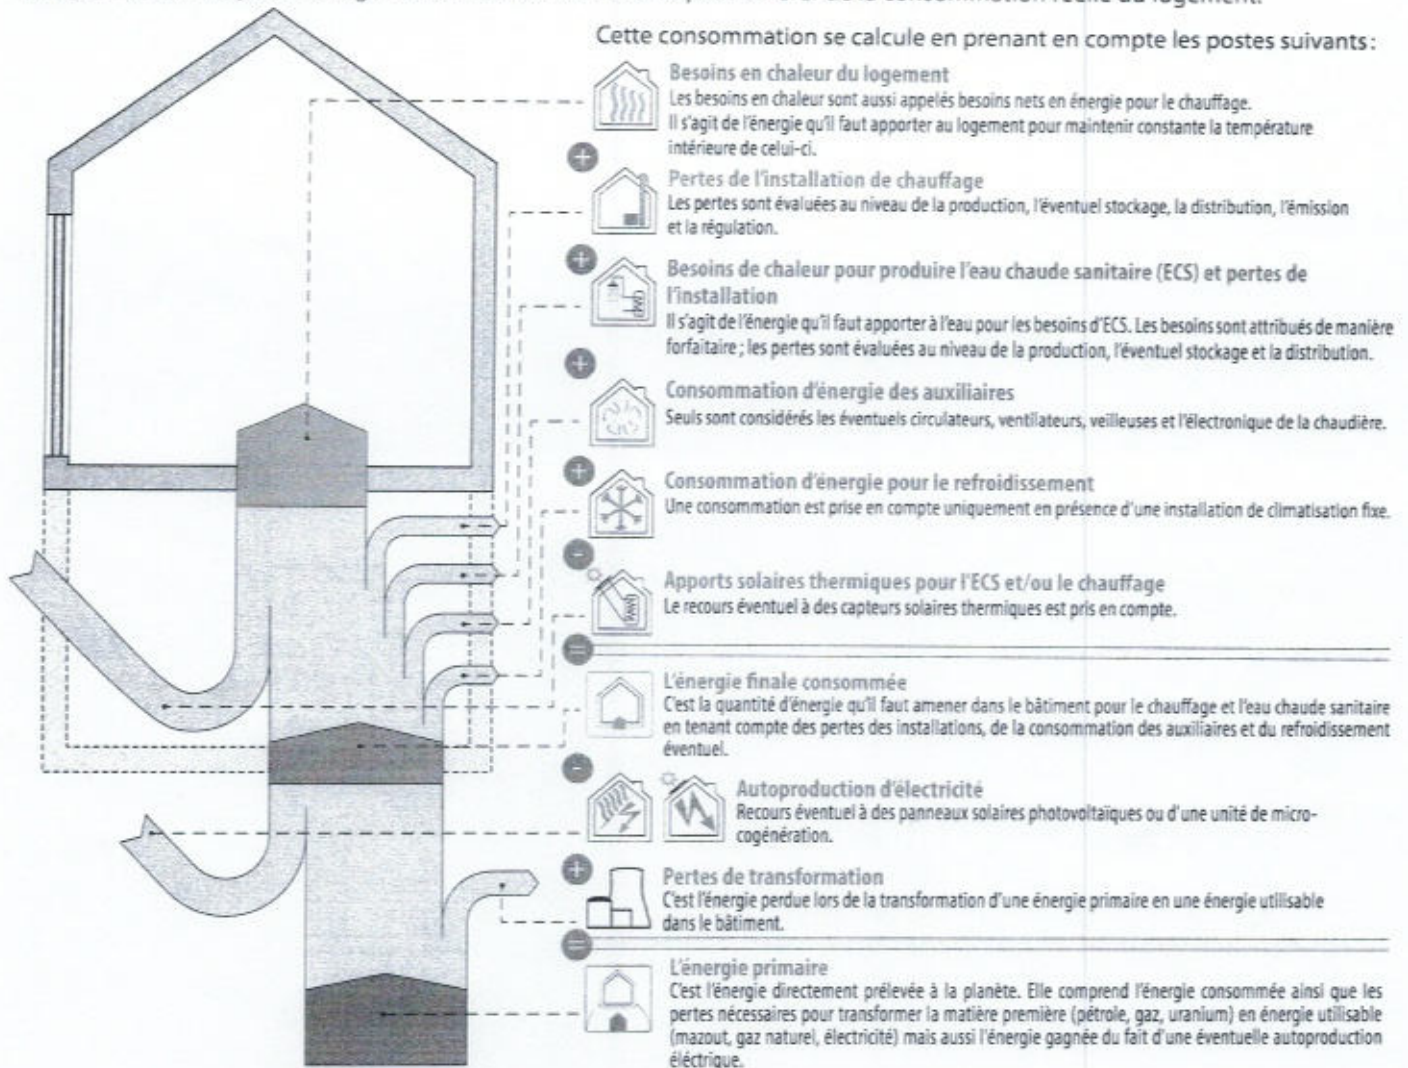 consommation réelle du logement.
Cette consommation se calcule en prenant en compte les postes suivants :
Besoins en chaleur du logement
Les besoins en chaleur sont aussi appelés besoins nets en énergie pour le chauffage.
Il s'agit de l'énergie qu'il faut apporter au logement pour maintenir constante la température
intérieure de celui-ci.
+
Pertes de l'installation de chauffage
Les pertes sont évaluées au niveau de la production, l'éventuel stockage, la distribution, l'émission
et la régulation.
+
Besoins de chaleur pour produire l'eau chaude sanitaire (ECS) et pertes de
l'installation
Il s'agit de l'énergie qu'il faut apporter à l'eau pour les besoins d'ECS. Les besoins sont attribués de manière
forfaitaire ; les pertes sont évaluées au niveau de la production, l'éventuel stockage et la distribution.
+
Consommation d'énergie des auxiliaires
Seuls sont considérés les éventuels circulateurs, ventilateurs, veilleuses et l'électronique de la chaudière.
+
Consommation d'énergie pour le refroidissement
Une consommation est prise en compte uniquement en présence d'une installation de climatisation fixe.
-
Apports solaires thermiques pour l'ECS et/ou le chauffage
Le recours éventuel à des capteurs solaires thermiques est pris en compte.
=
L'énergie finale consommée
C'est la quantité d'énergie qu'il faut amener dans le bâtiment pour le chauffage et l'eau chaude sanitaire
en tenant compte des pertes des installations, de la consommation des auxiliaires et du refroidissement
éventuel.
-
Autoproduction d'électricité
Recours éventuel à des panneaux solaires photovoltaïques ou d'une unité de micro-
cogénération.
+
Pertes de transformation
C'est l'énergie perdue lors de la transformation d'une énergie primaire en une énergie utilisable
dans le bâtiment.
=
L'énergie primaire
C'est l'énergie directement prélevée à la planète. Elle comprend l'énergie consommée ainsi que les
pertes nécessaires pour transformer la matière première (pétrole, gaz, uranium) en énergie utilisable
(mazout, gaz naturel, électricité) mais aussi l'énergie gagnée du fait d'une éventuelle autoproduction
éléctrique.